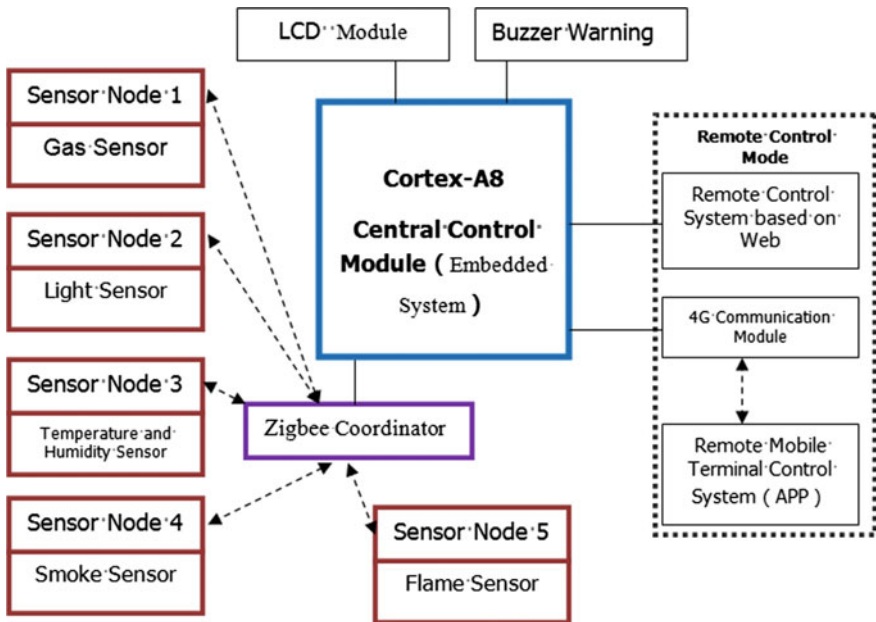 LCD Module
Buzzer Warning
Sensor Node 1
Gas Sensor
Sensor Node 2
Light Sensor
Sensor Node 3
Temperature and
Humidity Sensor
Sensor Node 4
Smoke Sensor
Cortex-A8
Central Control
Module ( Embedded
System )
Zigbee Coordinator
Sensor Node 5
Flame Sensor
Remote Control
Mode
Remote Control
System based on
Web
4G Communication
Module
Remote Mobile
Terminal Control
System ( APP )